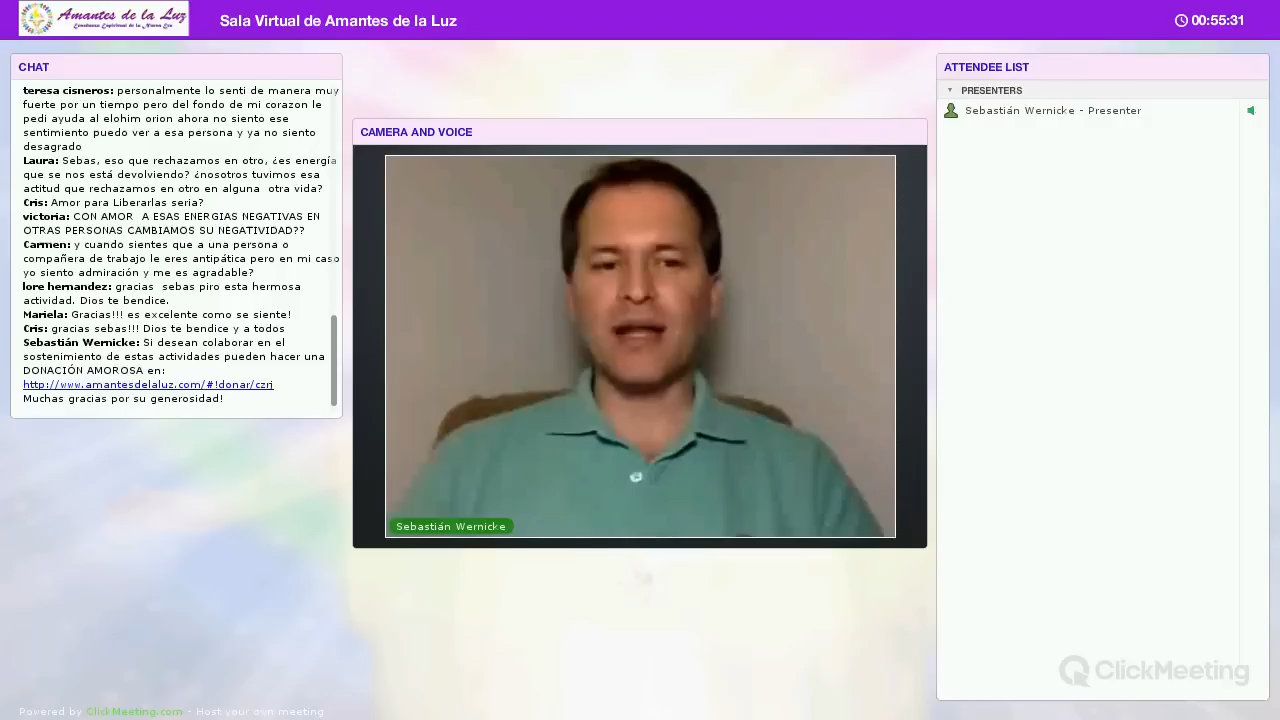 Amantes de la Luz
Enseñanza Espiritual de la Nueva Era
Sala Virtual de Amantes de la Luz
00:55:31
CHAT
teresa cisneros: personalmente lo senti de manera muy
fuerte por un tiempo pero del fondo de mi corazon le
pedi ayuda al elohim orion ahora no siento ese
sentimiento puedo ver a esa persona y ya no siento
desagrado
Laura: Sebas, eso que rechazamos en otro, ¿es energía
que se nos está devolviendo? ¿nosotros tuvimos esa
actitud que rechazamos en otro en alguna  otra vida?
Cris: Amor para Liberarlas seria?
victoria: CON AMOR  A ESAS ENERGIAS NEGATIVAS EN
OTRAS PERSONAS CAMBIAMOS SU NEGATIVIDAD??
Carmen: y cuando sientes que a una persona o
compañera de trabajo le eres antipática pero en mi caso
yo siento admiración y me es agradable?
lore hernandez: gracias  sebas piro esta hermosa
actividad. Dios te bendice.
Mariela: Gracias!!! es excelente como se siente!
Cris: gracias sebas!!! Dios te bendice y a todos
Sebastián Wernicke: Si desean colaborar en el
sostenimiento de estas actividades pueden hacer una
DONACIÓN AMOROSA en:
http://www.amantesdelaluz.com/#!donar/czrj
Muchas gracias por su generosidad!
CAMERA AND VOICE
Sebastián Wernicke
ATTENDEE LIST
PRESENTERS
Sebastián Wernicke - Presenter
ClickMeeting
Powered by ClickMeeting.com - Host your own meeting